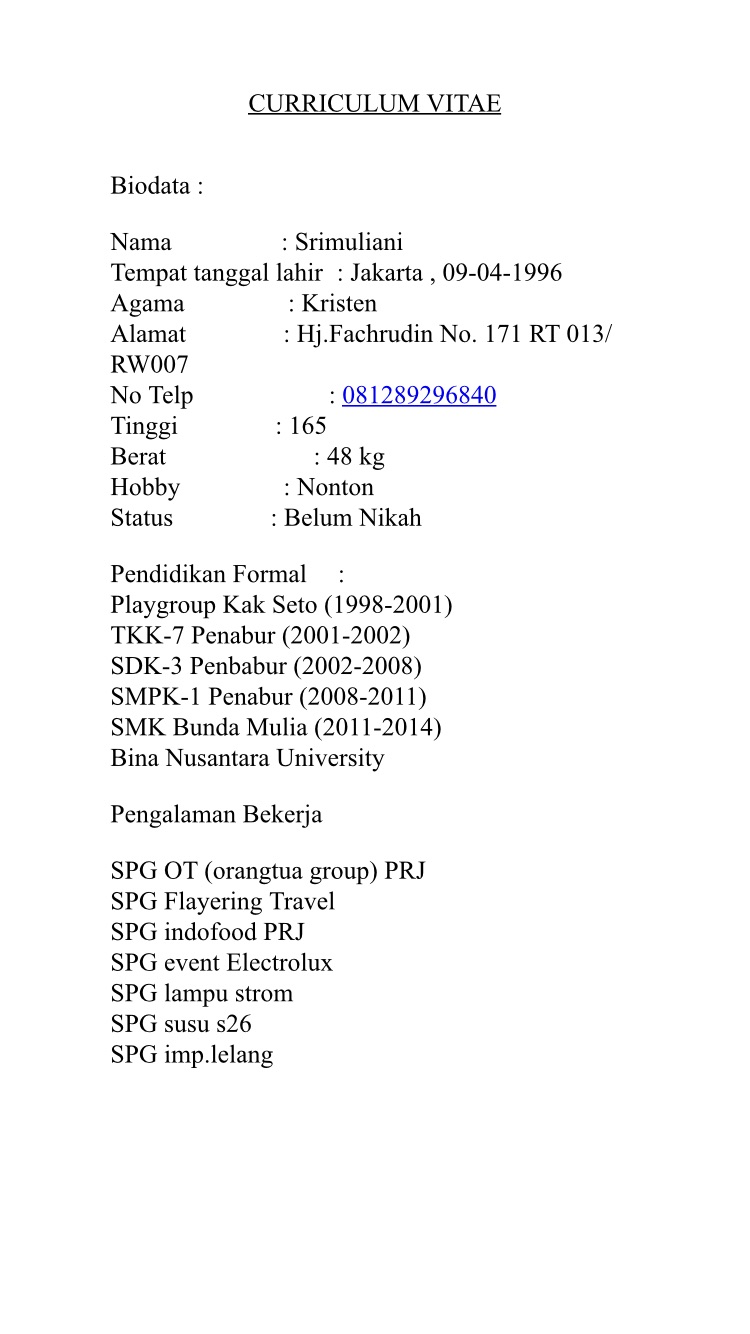 CURRICULUM VITAE
Biodata :
Nama : Srimuliani
Tempat tanggal lahir : Jakarta , 09-04-1996
Agama : Kristen
Alamat : Hj.Fachrudin No. 171 RT 013/
RW007
No Telp : 081289296840
Tinggi : 165
Berat : 48 kg
Hobby : Nonton
Status : Belum Nikah
Pendidikan Formal :
Playgroup Kak Seto (1998-2001)
TKK-7 Penabur (2001-2002)
SDK-3 Penbabur (2002-2008)
SMPK-1 Penabur (2008-2011)
SMK Bunda Mulia (2011-2014)
Bina Nusantara University
Pengalaman Bekerja
SPG OT (orangtua group) PRJ
SPG Flayering Travel
SPG indofood PRJ
SPG event Electrolux
SPG lampu strom
SPG susu s26
SPG imp.lelang